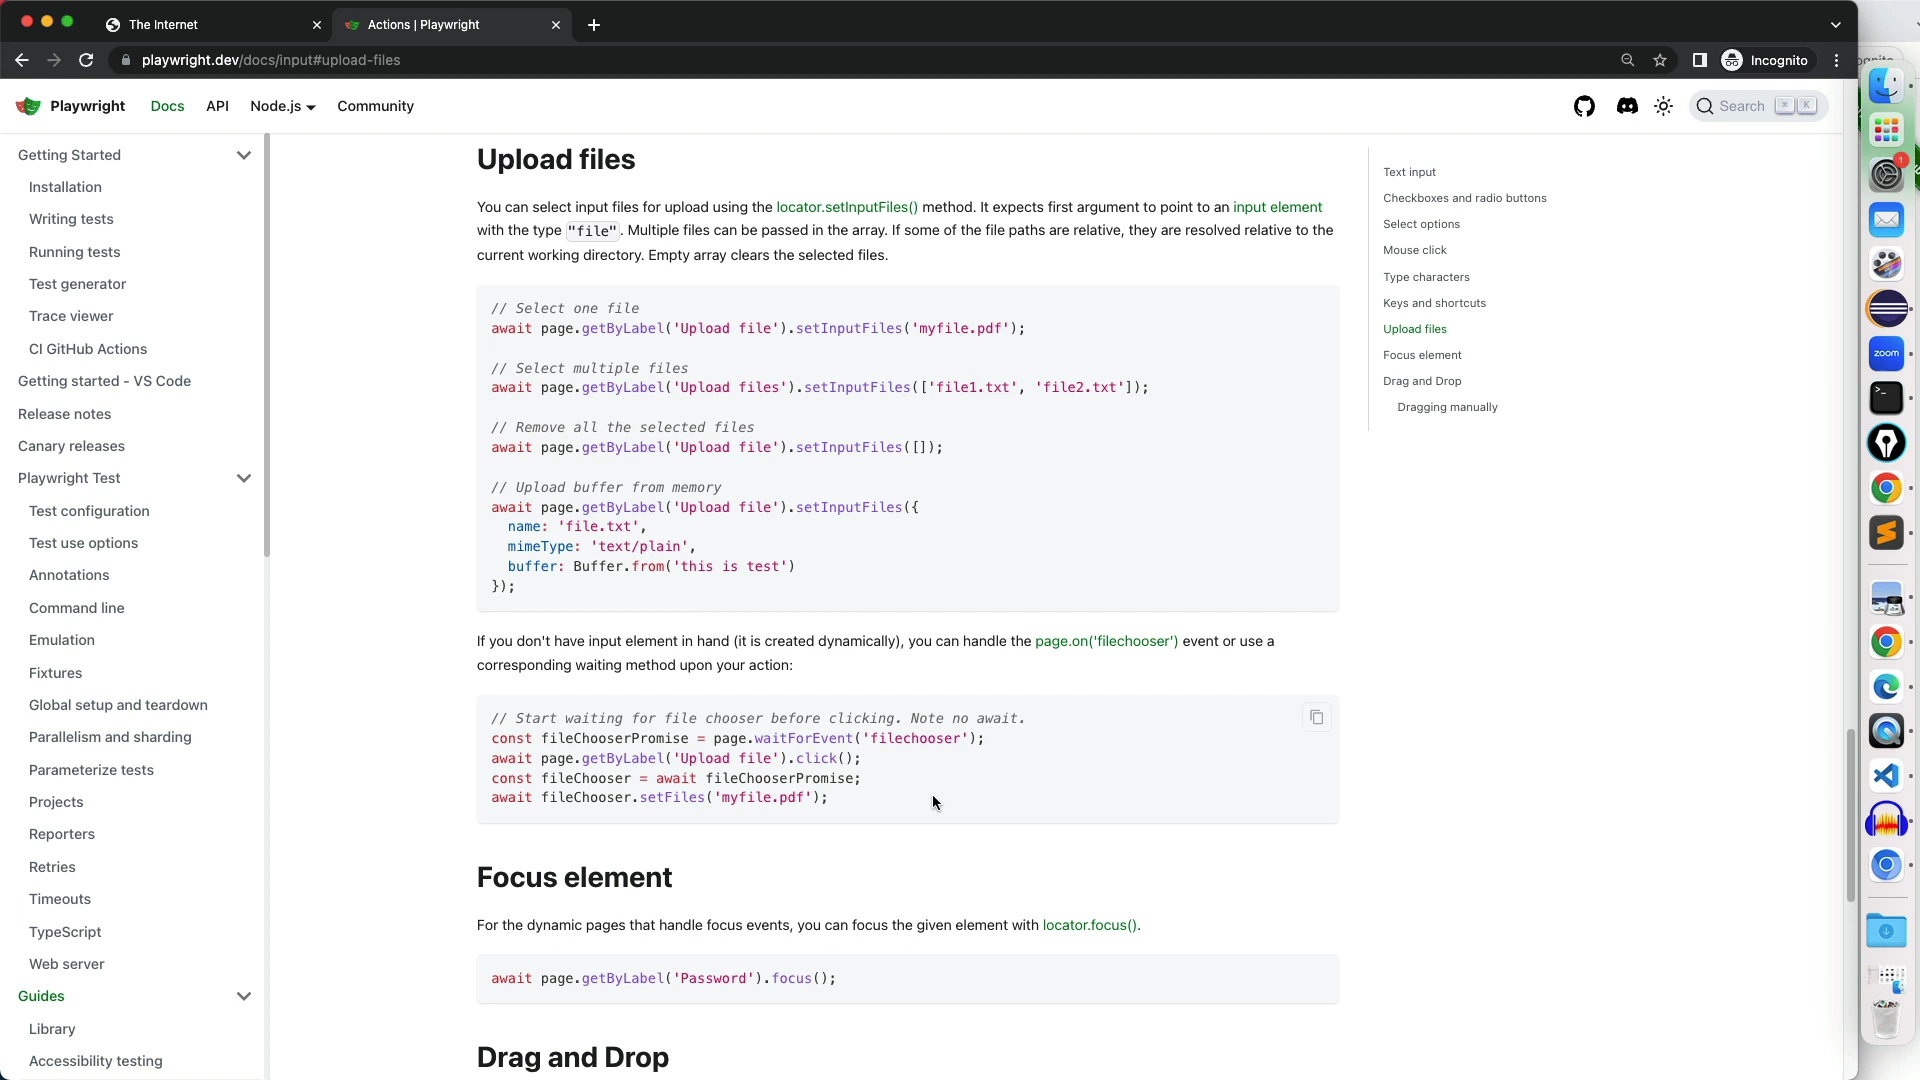 The Internet
Actions | Playwright
playwright.dev/docs/input#upload-files
Incognito
Playwright
Docs
API
Node.js
Community
Search
K
Getting Started
Installation
Writing tests
Running tests
Test generator
Trace viewer
CI GitHub Actions
Getting started - VS Code
Release notes
Canary releases
Playwright Test
Test configuration
Test use options
Annotations
Command line
Emulation
Fixtures
Global setup and teardown
Parallelism and sharding
Parameterize tests
Projects
Reporters
Retries
Timeouts
TypeScript
Web server
Guides
Library
Accessibility testing
Upload files
You can select input files for upload using the locator.setInputFiles() method. It expects first argument to point to an input element
with the type "file". Multiple files can be passed in the array. If some of the file paths are relative, they are resolved relative to the
current working directory. Empty array clears the selected files.
// Select one file
await page.getByLabel('Upload file').setInputFiles('myfile.pdf');
// Select multiple files
await page.getByLabel('Upload files').setInputFiles(['file1.txt', 'file2.txt']);
// Remove all the selected files
await page.getByLabel('Upload file').setInputFiles([]);
// Upload buffer from memory
await page.getByLabel('Upload file').setInputFiles({
name: 'file.txt',
mimeType: 'text/plain',
buffer: Buffer.from('this is test')
});
If you don't have input element in hand (it is created dynamically), you can handle the page.on('filechooser') event or use a
corresponding waiting method upon your action:
// Start waiting for file chooser before clicking. Note no await.
const fileChooserPromise = page.waitForEvent('filechooser');
await page.getByLabel('Upload file').click();
const fileChooser = await fileChooserPromise;
await fileChooser.setFiles('myfile.pdf');
Focus element
For the dynamic pages that handle focus events, you can focus the given element with locator.focus().
await page.getByLabel('Password').focus();
Drag and Drop
Text input
Checkboxes and radio buttons
Select options
Mouse click
Type characters
Keys and shortcuts
Upload files
Focus element
Drag and Drop
Dragging manually
1
zoom